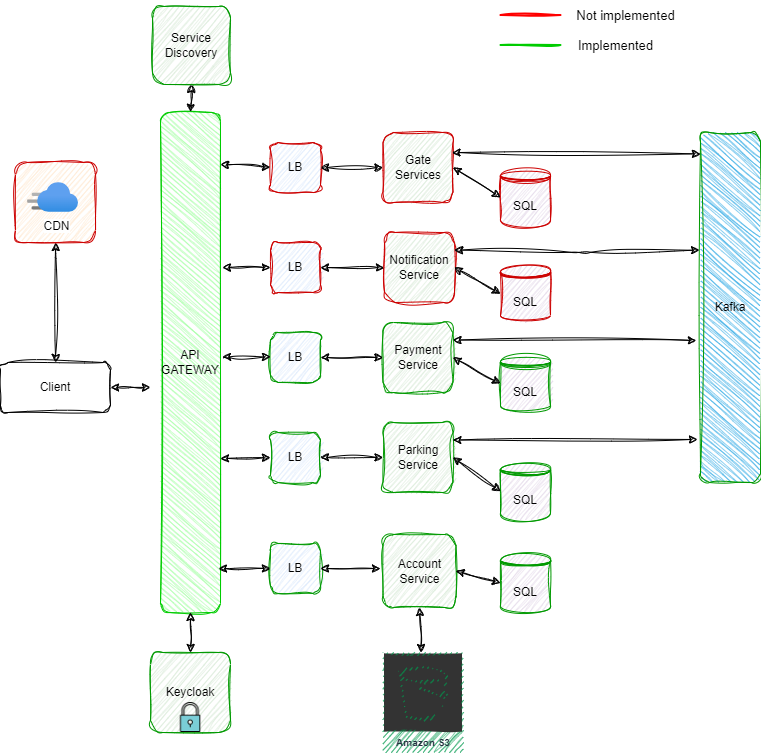 Service
Discovery
Not implemented
Implemented
CDN
Client
API
GATEWAY
LB
Gate
Services
SQL
LB
Notification
Service
SQL
Kafka
LB
Payment
Service
SQL
LB
Parking
Service
SQL
LB
Account
Service
SQL
Keycloak
Amazon S3